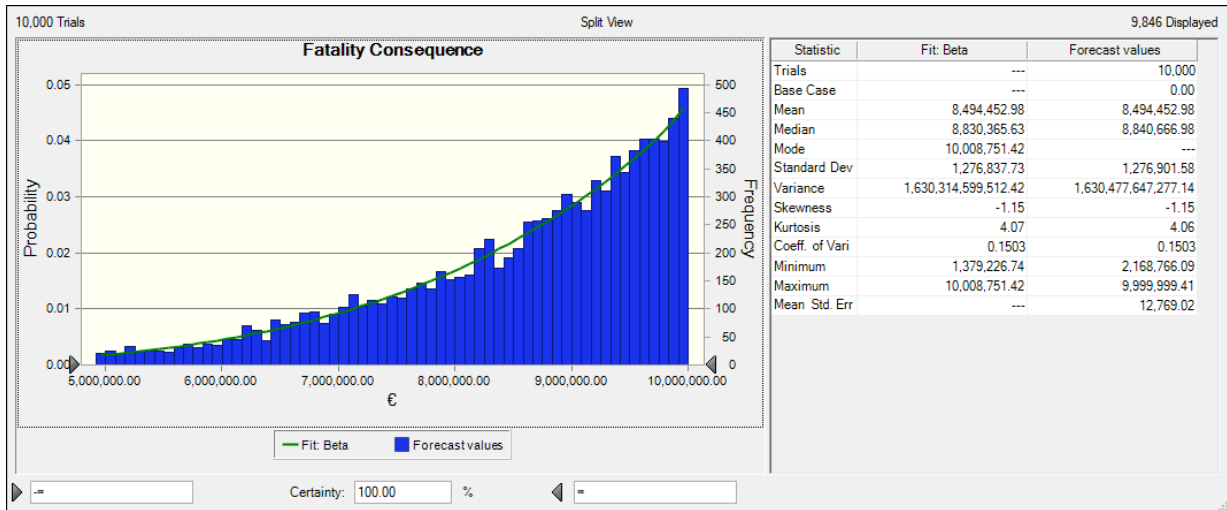 10,000 Trials Split View 9,846 Displayed
Fatality Consequence
0.05
0.04
0.03
0.02
0.01
0.00
Probability
500
450
400
350
300
250
200
150
100
50
0
Frequency
5,000,000.00 6,000,000.00 7,000,000.00 8,000,000.00 9,000,000.00 10,000,000.00
€
Fit: Beta Forecast values
Statistic Fit: Beta Forecast values
Trials --- 10,000
Base Case --- 0.00
Mean 8,494,452.98 8,494,452.98
Median 8,830,365.63 8,840,666.98
Mode 10,008,751.42 ---
Standard Dev 1,276,837.73 1,276,901.58
Variance 1,630,314,599,512.42 1,630,477,647,277.14
Skewness -1.15 -1.15
Kurtosis 4.07 4.06
Coeff. of Vari 0.1503 0.1503
Minimum 1,379,226.74 2,168,766.09
Maximum 10,008,751.42 9,999,999.41
Mean Std. Err --- 12,769.02
-∞ Certainty: 100.00 % ∞